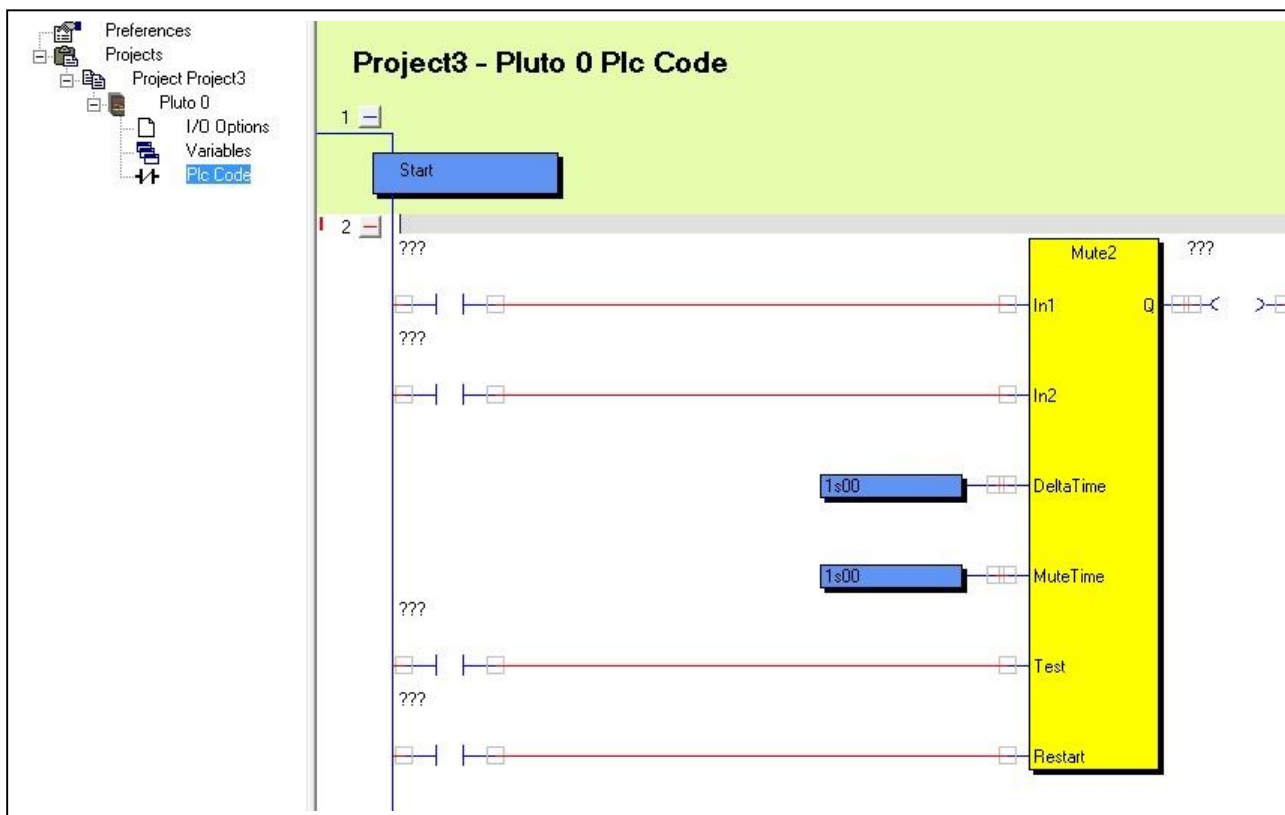 Preferences
Projects
Project Project3
Pluto 0
I/O Options
Variables
Plc Code
Project3 - Pluto 0 Plc Code
1
Start
2
???
Mute2
???
In1
Q
???
In2
1s00
DeltaTime
1s00
MuteTime
???
Test
???
Restart